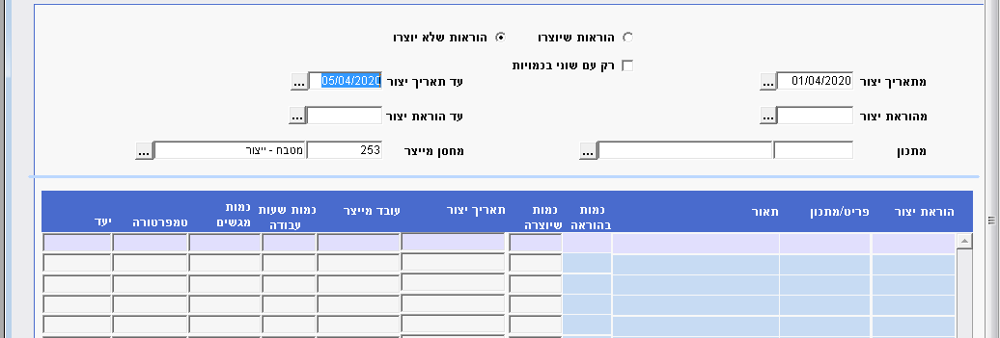 הוראות שיוצרו הוראות שלא יוצרו
רק עם שוני בכמויות
מתאריך יצור 01/04/2020 ... עד תאריך יצור 05/04/2020 ...
מהוראת יצור ... עד הוראת יצור ...
מתכון ... מחסן מייצר 253 מטבח - ייצור ...
הוראת יצור פריט/מתכון תאור כמות בהוראה כמות שיוצרה תאריך יצור עובד מייצר כמות שעות עבודה כמות מגשים טמפרטורה יעד